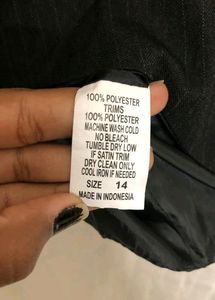 100% POLYESTER
TRIMS
100% POLYESTER
MACHINE WASH COLD
NO BLEACH
TUMBLE DRY LOW
IF SATIN TRIM
DRY CLEAN ONLY
COOL IRON IF NEEDED
SIZE 14
MADE IN INDONESIA